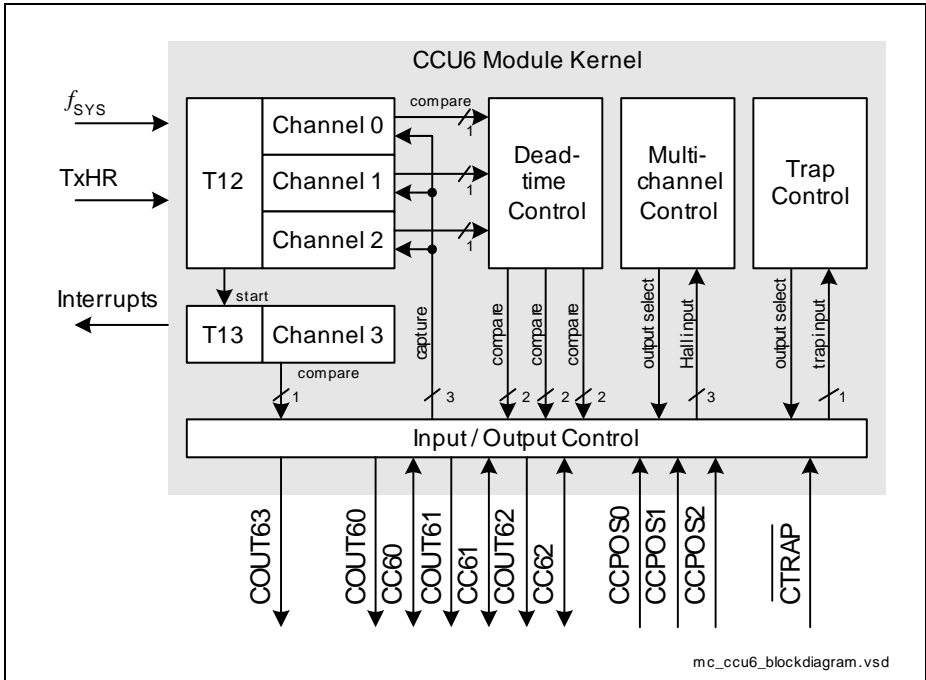 CCU6 Module Kernel
fSYS
TxHR
Interrupts
T12
Channel 0
Channel 1
Channel 2
compare
1
1
1
Dead-
time
Control
Multi-
channel
Control
Trap
Control
start
T13
Channel 3
compare
1
capture
3
compare
2
compare
2
compare
2
output select
Hall input
3
output select
trap input
1
Input / Output Control
COUT63
COUT60
CC60
COUT61
CC61
COUT62
CC62
CCPOS0
CCPOS1
CCPOS2
CTRAP
mc_ccu6_blockdiagram.vsd